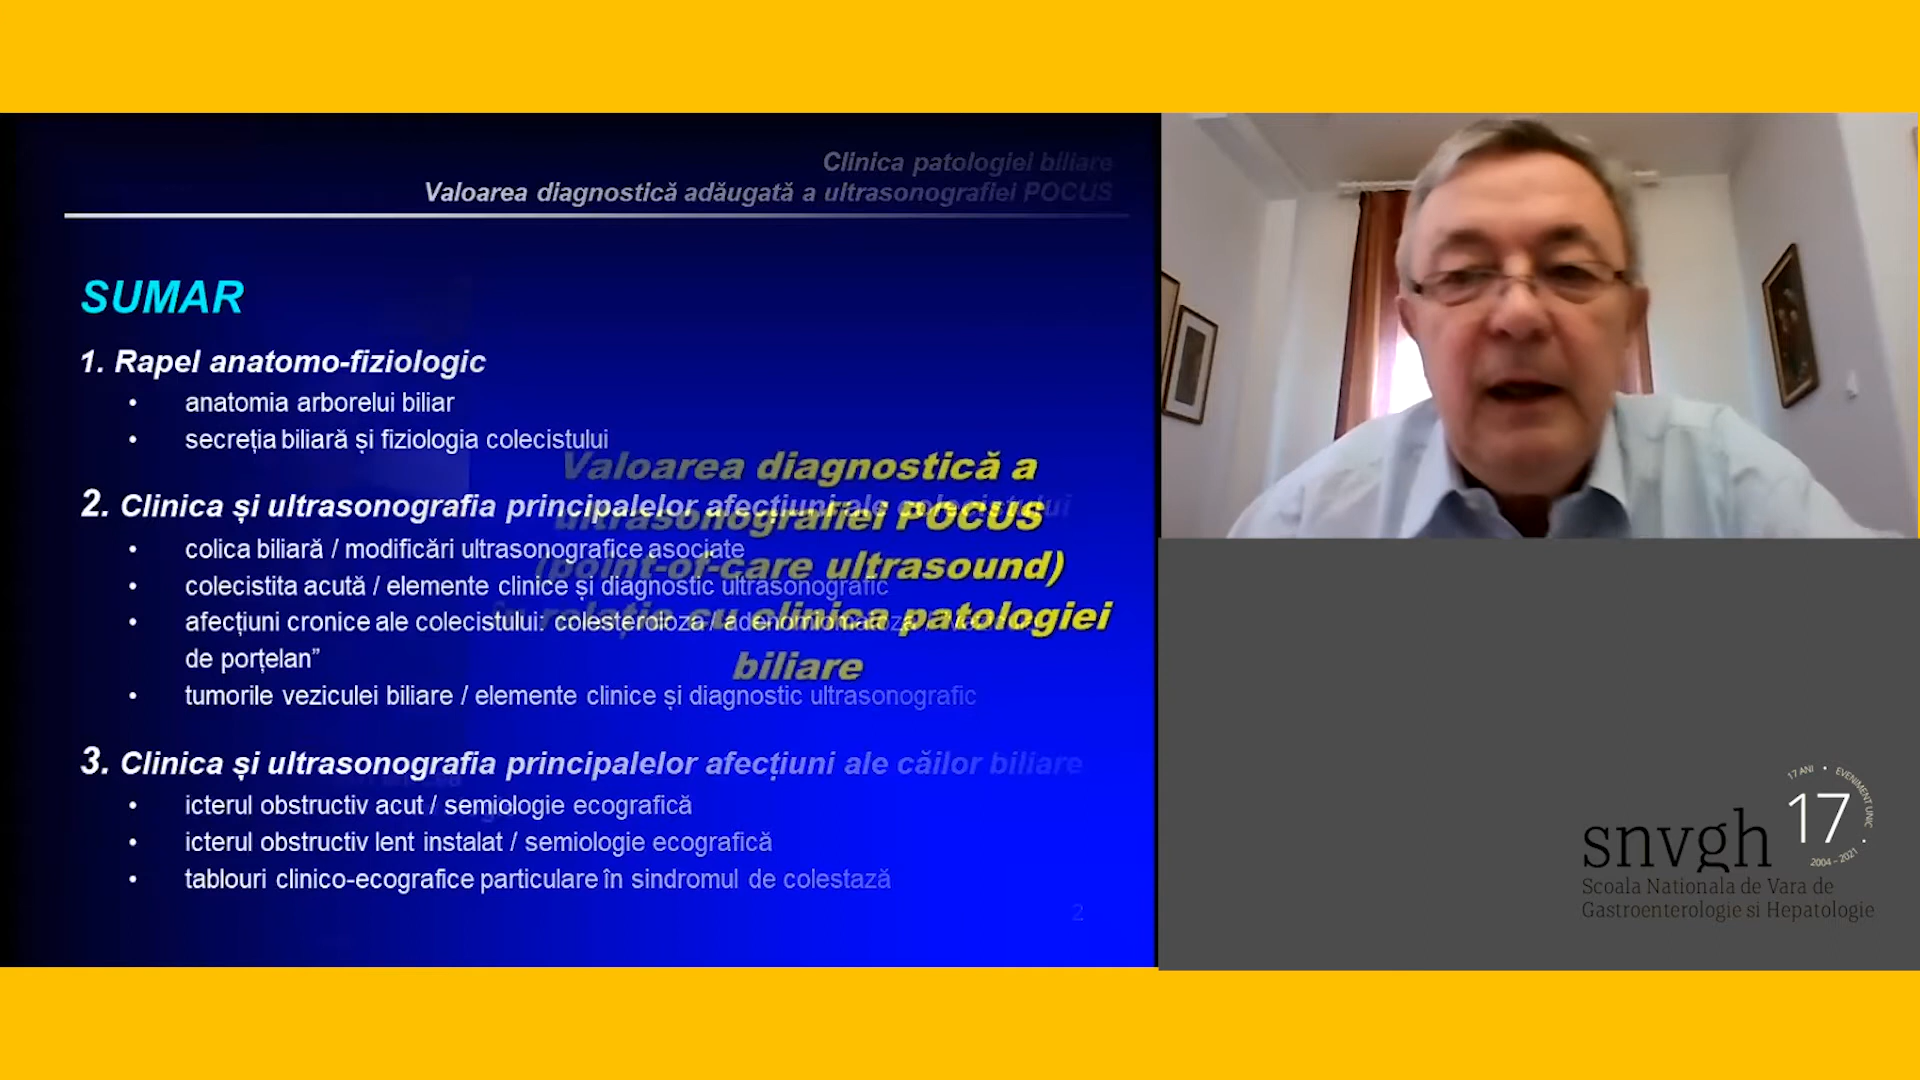 Clinica patologiei biliare
Valoarea diagnostică adăugată a ultrasonografiei POCUS
SUMAR
1. Rapel anatomo-fiziologic
• anatomia arborelui biliar
• secreția biliară și fiziologia colecistului
2. Clinica și ultrasonografia principalelor afecțiuni ale colecistului
• colica biliară / modificări ultrasonografice asociate
• colecistita acută / elemente clinice și diagnostic ultrasonografic
• afecțiuni cronice ale colecistului: colesteroloza / adenomiomatoza /
de porțelan”
• tumorile veziculei biliare / elemente clinice și diagnostic ultrasonografic
3. Clinica și ultrasonografia principalelor afecțiuni ale căilor biliare
• icterul obstructiv acut / semiologie ecografică
• icterul obstructiv lent instalat / semiologie ecografică
• tablouri clinico-ecografice particulare în sindromul de colestază
2
Valoarea diagnostică a
ultrasonografiei POCUS
(point-of-care ultrasound)
în relație cu clinica patologiei
biliare
snvgh
Scoala Nationala de Vara de
Gastroenterologie si Hepatologie
17
17 ANI • EVENIMENT UNIC •
2004 - 2021